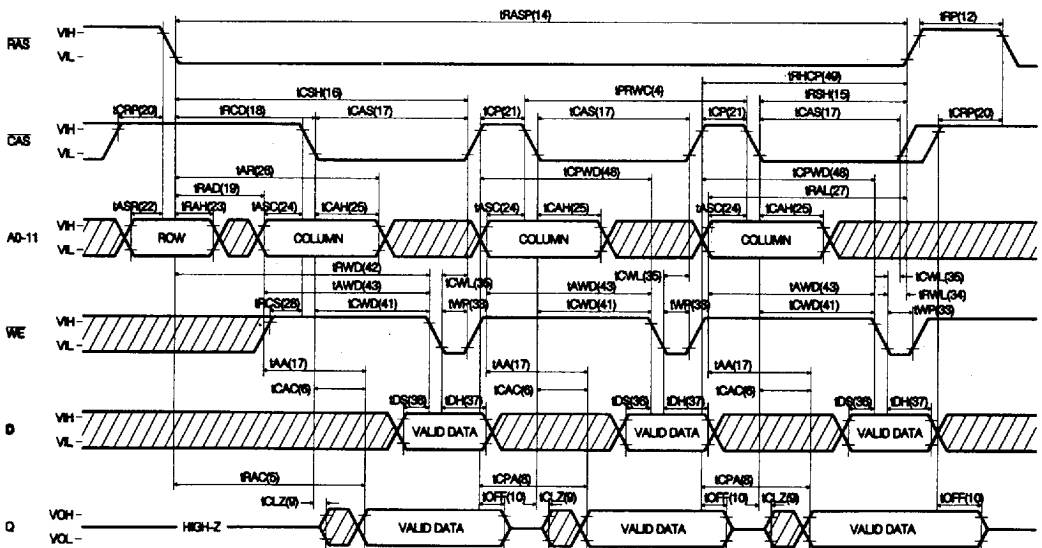 tRASP(14) tRP(12)
RAS VIH- VIL -
tRHCP(49)
tCSH(16) tPRWC(4) tRSH(15)
tCRP(20) tRCD(18) tCAS(17) tCP(21) tCAS(17) tCP(21) tCAS(17) tCRP(20)
CAS VIH- VIL -
tAR(26) tCPWD(48) tCPWD(48)
tRAD(19) tRAL(27)
tASR(22) tRAH(23) tASC(24) tCAH(25) tASC(24) tCAH(25) tASC(24) tCAH(25)
A0-11 VIH- VIL - ROW COLUMN COLUMN COLUMN
tRWD(42) tCWL(35) tCWL(35)
tAWD(43) tAWD(43) tAWD(43) tRWL(34)
tRCS(28) tCWD(41) tWP(33) tCWD(41) tWP(33) tCWD(41) tWP(33)
WE VIH- VIL -
tAA(17) tAA(17) tAA(17)
tCAC(6) tCAC(6) tCAC(6)
tDS(36) tDH(37) tDS(36) tDH(37) tDS(36) tDH(37)
D VIH- VIL - VALID DATA VALID DATA VALID DATA
tRAC(5) tCPA(8) tCPA(8)
tCLZ(9) tOFF(10) tCLZ(9) tOFF(10) tCLZ(9) tOFF(10)
Q VOH- VOL- HIGH-Z VALID DATA VALID DATA VALID DATA